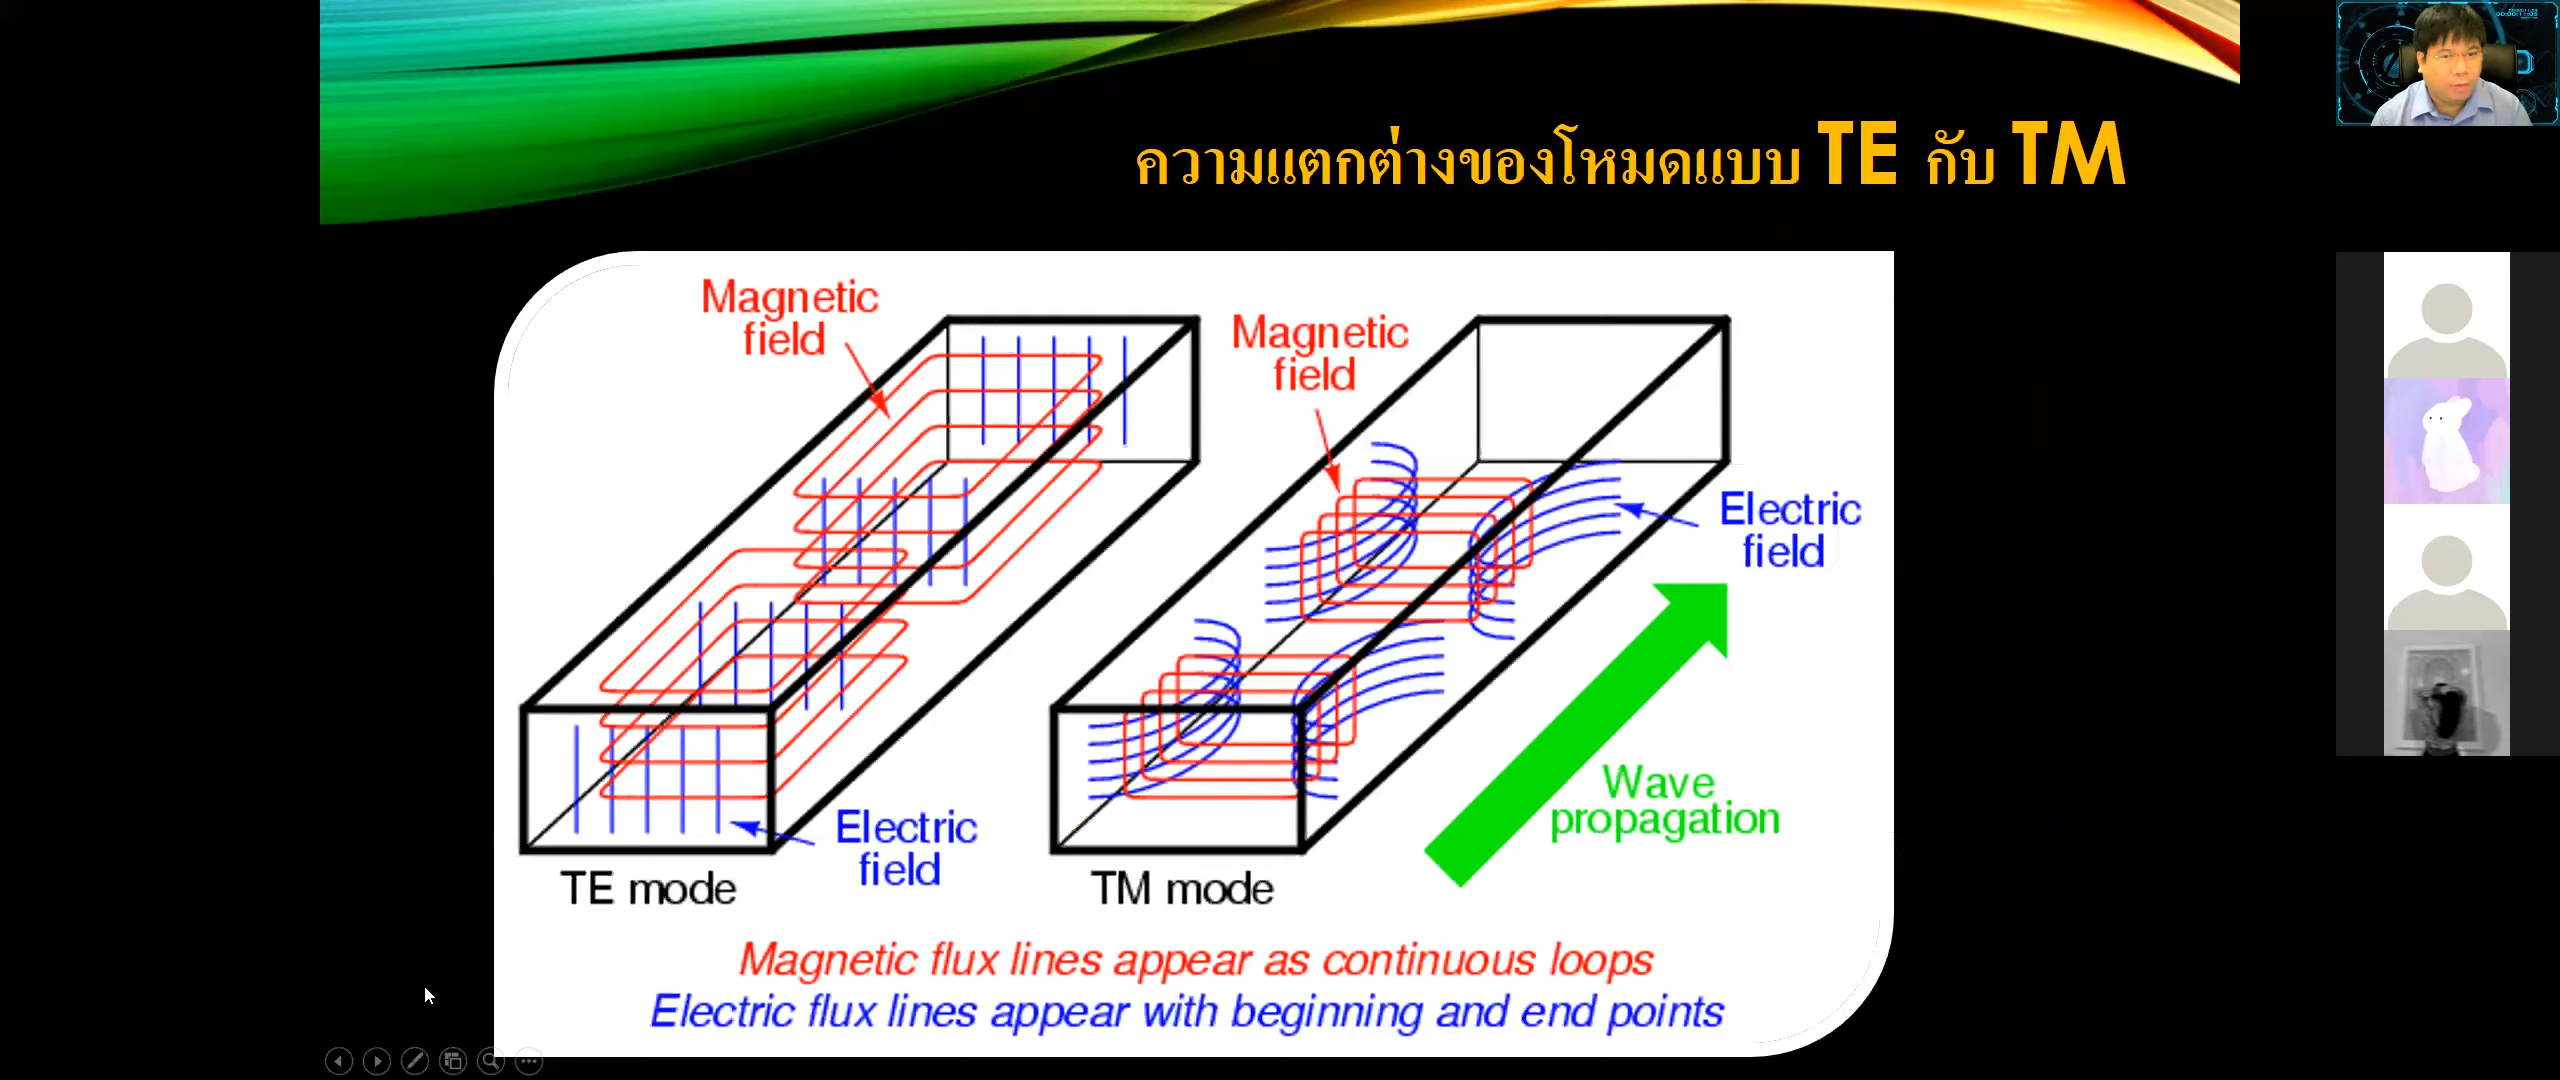 ความแตกต่างของโหมดแบบ TE กับ TM
Magnetic
field
Magnetic
field
Electric
field
Wave
propagation
Electric
field
TE mode
TM mode
Magnetic flux lines appear as continuous loops
Electric flux lines appear with beginning and end points